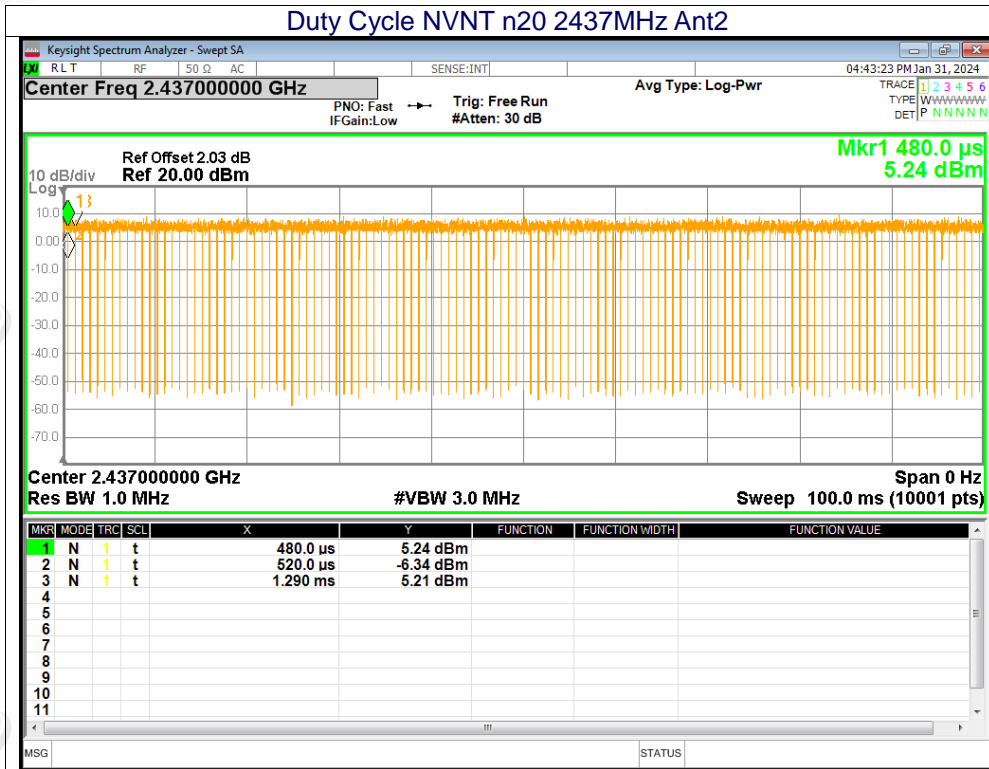 Duty Cycle NVNT n20 2437MHz Ant2
Keysight Spectrum Analyzer - Swept SA
LXI RLT RF 50 Ω AC SENSE:INT 04:43:23 PM Jan 31, 2024
Center Freq 2.437000000 GHz Avg Type: Log-Pwr TRACE 1 2 3 4 5 6
PNO: Fast Trig: Free Run TYPE WWWWWWW
IFGain:Low #Atten: 30 dB DET P N N N N N
Mkr1 480.0 µs
Ref Offset 2.03 dB 5.24 dBm
10 dB/div Ref 20.00 dBm
Log
1 3
10.0
0.00 2
-10.0
-20.0
-30.0
-40.0
-50.0
-60.0
-70.0
Center 2.437000000 GHz Span 0 Hz
Res BW 1.0 MHz #VBW 3.0 MHz Sweep 100.0 ms (10001 pts)
MKR MODE TRC SCL X Y FUNCTION FUNCTION WIDTH FUNCTION VALUE
1 N 1 t 480.0 µs 5.24 dBm
2 N 1 t 520.0 µs -6.34 dBm
3 N 1 t 1.290 ms 5.21 dBm
4
5
6
7
8
9
10
11
MSG STATUS